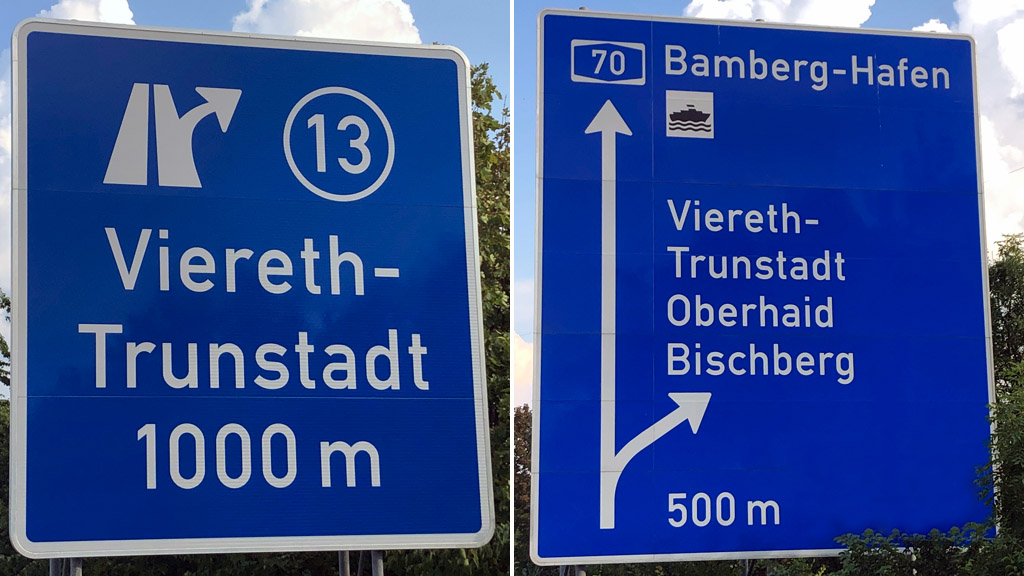 13
Viereth-
Trunstadt
1000 m
70 Bamberg-Hafen
Viereth-
Trunstadt
Oberhaid
Bischberg
500 m